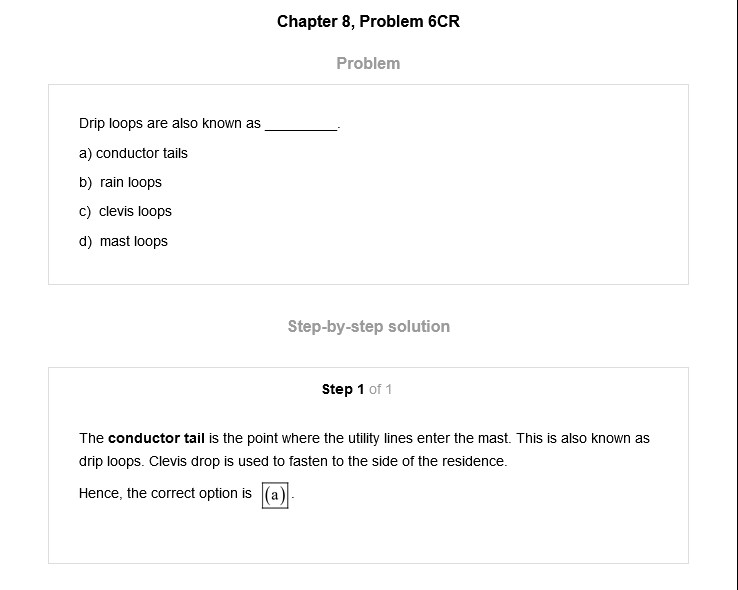 Chapter 8, Problem 6CR
Problem
Drip loops are also known as __________.
a) conductor tails
b) rain loops
c) clevis loops
d) mast loops
Step-by-step solution
Step 1 of 1
The conductor tail is the point where the utility lines enter the mast. This is also known as
drip loops. Clevis drop is used to fasten to the side of the residence.
Hence, the correct option is (a).